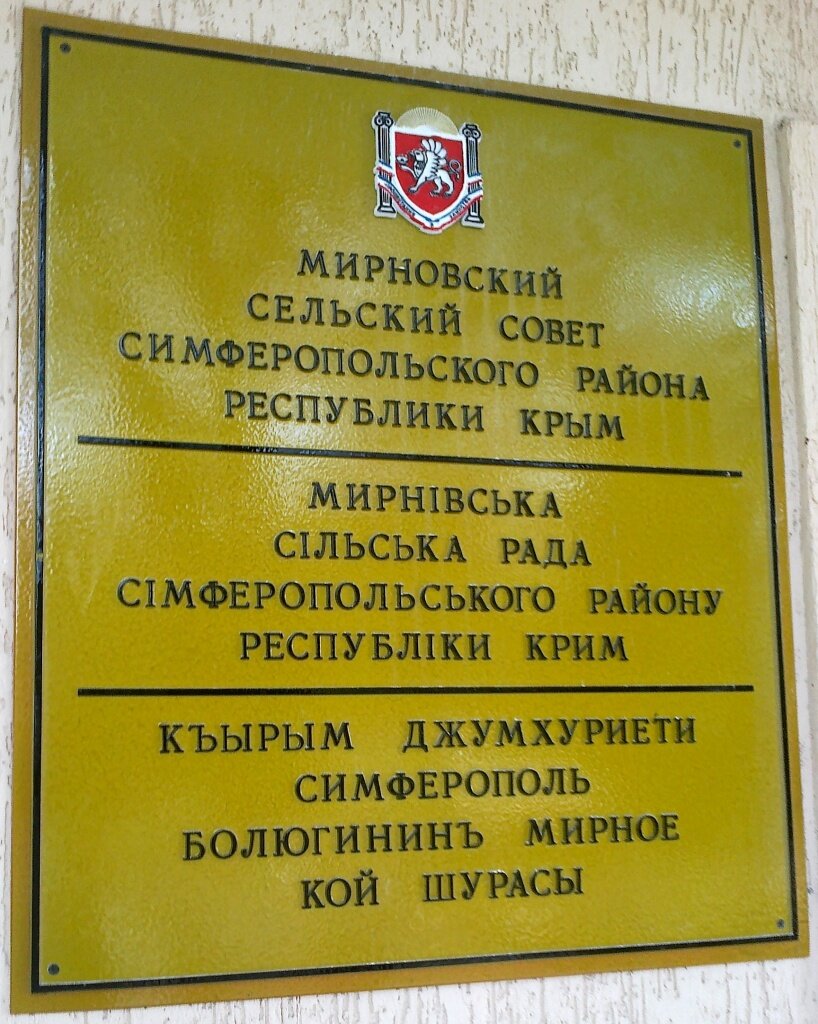 МИРНОВСКИЙ
СЕЛЬСКИЙ СОВЕТ
СИМФЕРОПОЛЬСКОГО РАЙОНА
РЕСПУБЛИКИ КРЫМ
МИРНІВСЬКА
СІЛЬСЬКА РАДА
СІМФЕРОПОЛЬСЬКОГО РАЙОНУ
РЕСПУБЛІКИ КРИМ
КЪЫРЫМ ДЖУМХУРИЕТИ
СИМФЕРОПОЛЬ
БОЛЮГИНИНЪ МИРНОЕ
КОЙ ШУРАСЫ